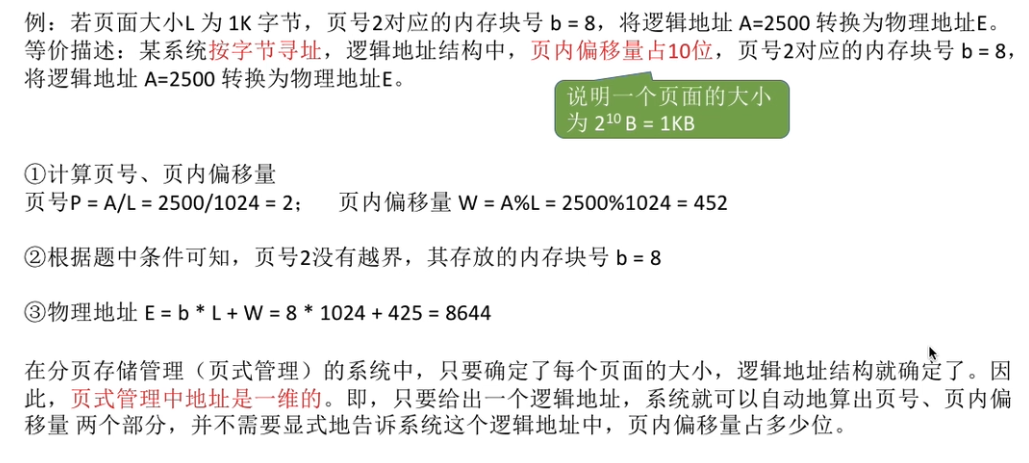 例：若页面大小L 为 1K 字节，页号2对应的内存块号 b = 8，将逻辑地址 A=2500 转换为物理地址E。
等价描述：某系统按字节寻址，逻辑地址结构中，页内偏移量占10位，页号2对应的内存块号 b = 8，
将逻辑地址 A=2500 转换为物理地址E。
说明一个页面的大小
为 2¹⁰ B = 1KB
①计算页号、页内偏移量
页号P = A/L = 2500/1024 = 2； 页内偏移量 W = A%L = 2500%1024 = 452
②根据题中条件可知，页号2没有越界，其存放的内存块号 b = 8
③物理地址 E = b * L + W = 8 * 1024 + 425 = 8644
在分页存储管理（页式管理）的系统中，只要确定了每个页面的大小，逻辑地址结构就确定了。因
此，页式管理中地址是一维的。即，只要给出一个逻辑地址，系统就可以自动地算出页号、页内偏
移量 两个部分，并不需要显式地告诉系统这个逻辑地址中，页内偏移量占多少位。